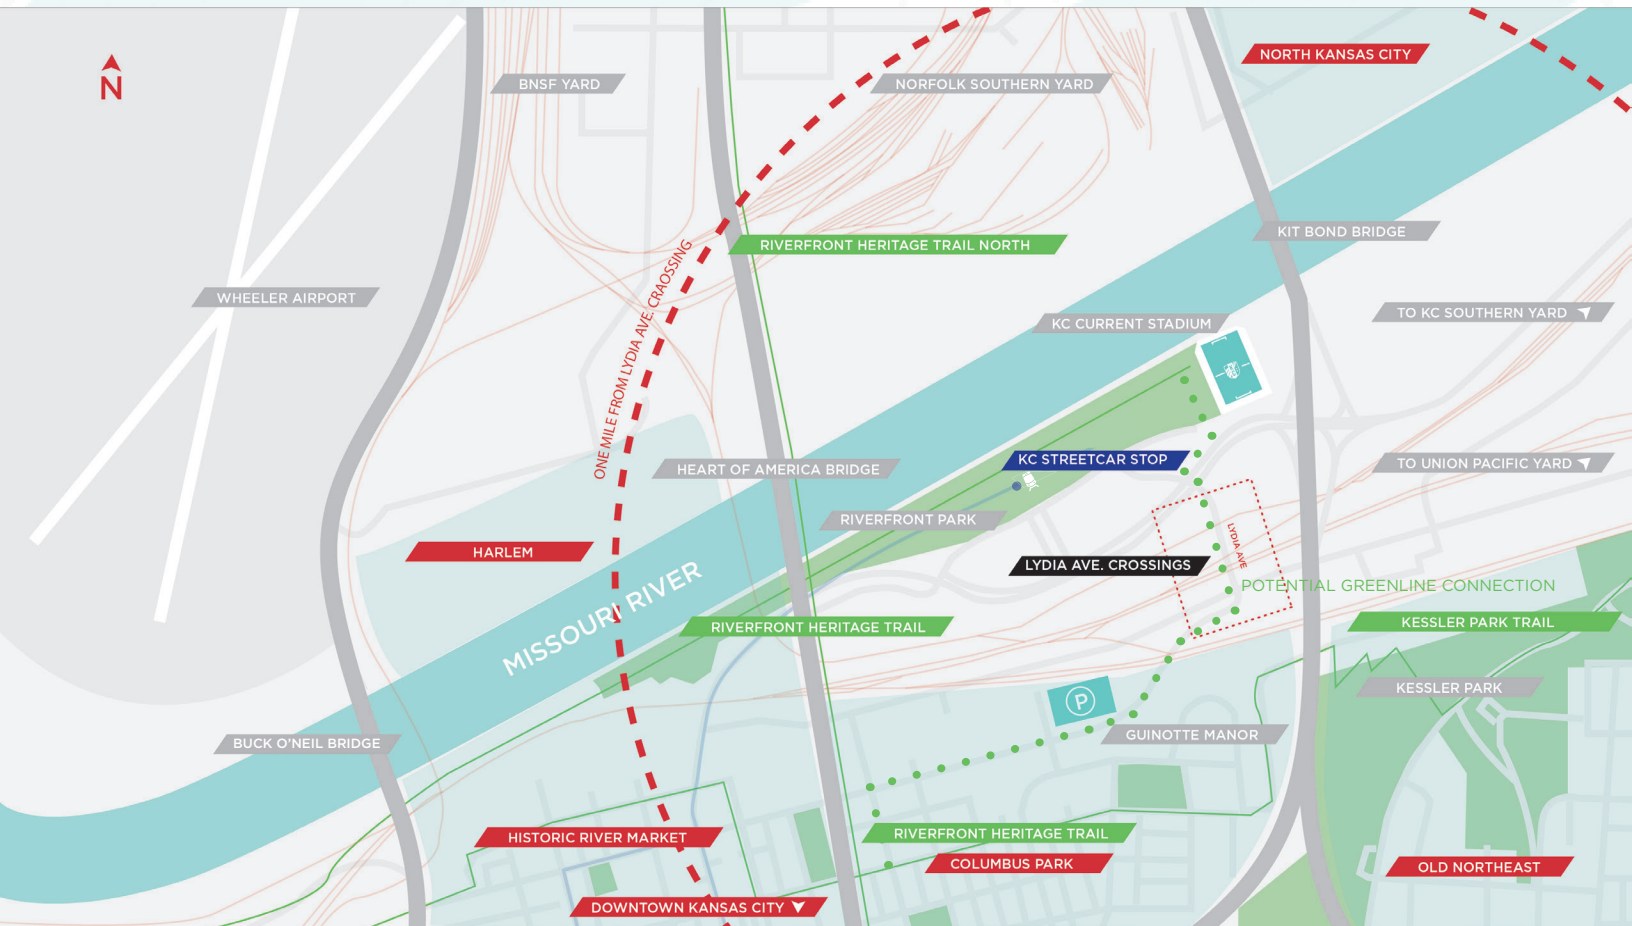 N
NORTH KANSAS CITY
BNSF YARD
NORFOLK SOUTHERN YARD
KIT BOND BRIDGE
RIVERFRONT HERITAGE TRAIL NORTH
WHEELER AIRPORT
TO KC SOUTHERN YARD
KC CURRENT STADIUM
ONE MILE FROM LYDIA AVE. CRAOSSING
KC STREETCAR STOP
TO UNION PACIFIC YARD
HEART OF AMERICA BRIDGE
RIVERFRONT PARK
LYDIA AVE
HARLEM
LYDIA AVE. CROSSINGS
POTENTIAL GREENLINE CONNECTION
MISSOURI RIVER
RIVERFRONT HERITAGE TRAIL
KESSLER PARK TRAIL
KESSLER PARK
P
GUINOTTE MANOR
BUCK O'NEIL BRIDGE
HISTORIC RIVER MARKET
RIVERFRONT HERITAGE TRAIL
COLUMBUS PARK
OLD NORTHEAST
DOWNTOWN KANSAS CITY